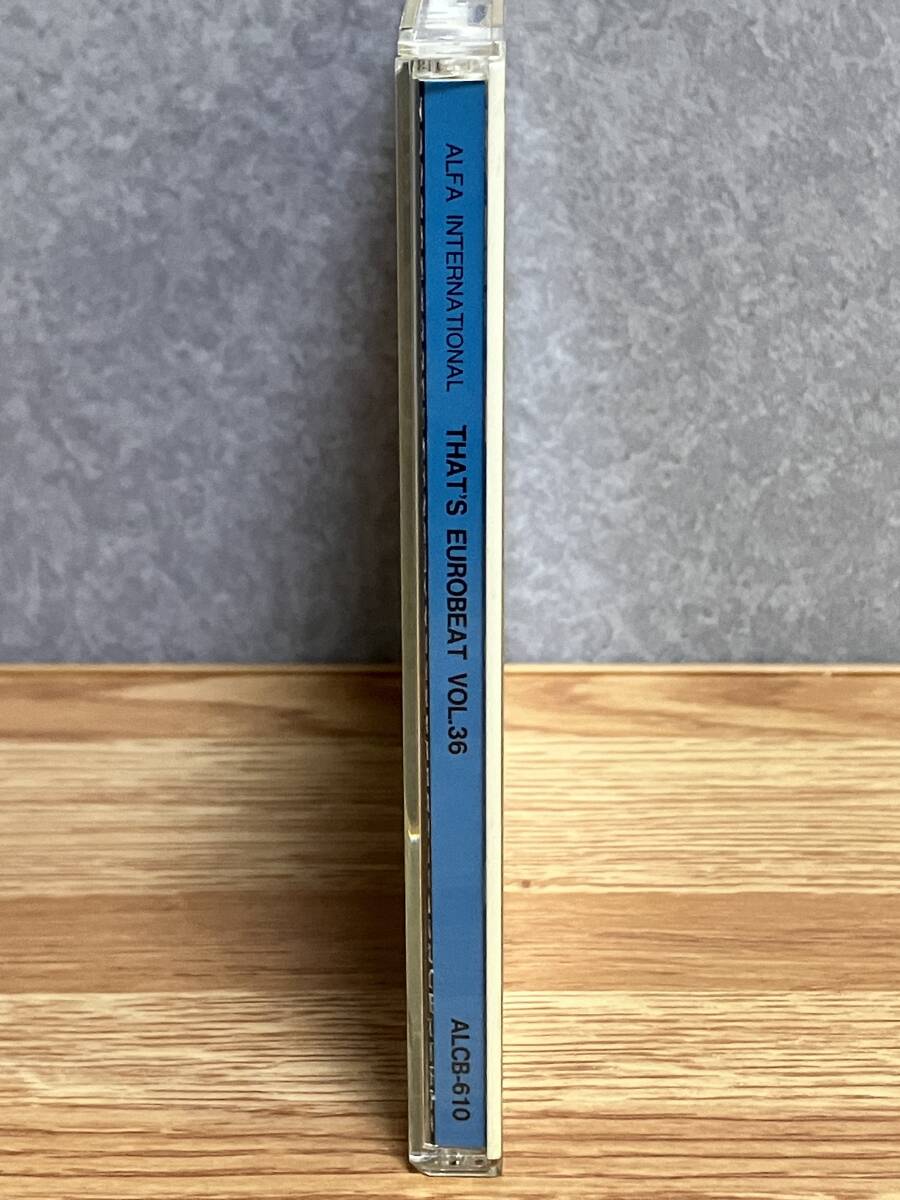 ALFA INTERNATIONAL THAT'S EUROBEAT VOL.36 ALCB-610